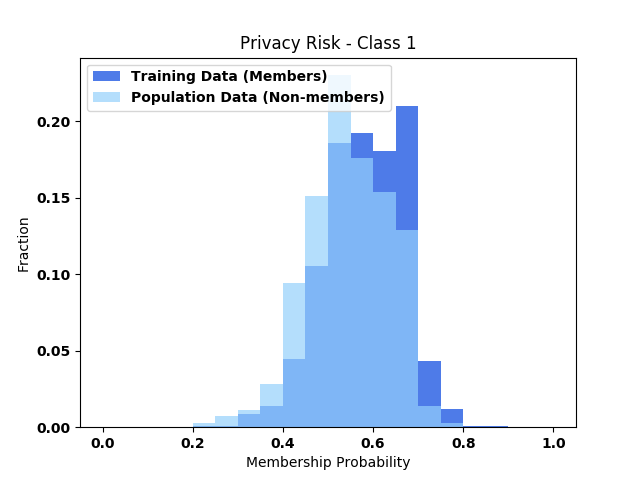 Privacy Risk - Class 1
Training Data (Members)
Population Data (Non-members)
0.20
0.15
0.10
0.05
0.00
Fraction
0.0 0.2 0.4 0.6 0.8 1.0
Membership Probability